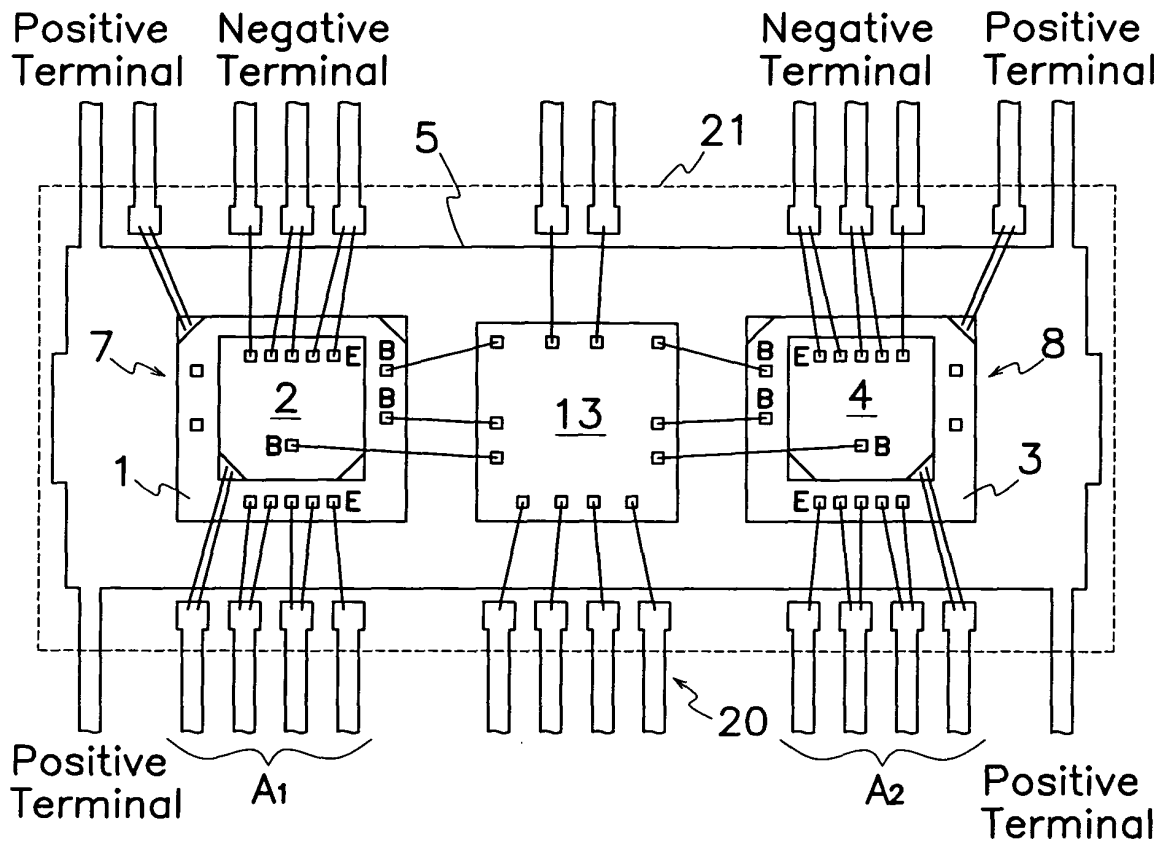 Positive
Terminal
Negative
Terminal
Negative
Terminal
Positive
Terminal
5
21
7
E
B
B
2
B
1
E
13
B
B
E
4
B
8
3
E
20
A1
A2
Positive
Terminal
Positive
Terminal